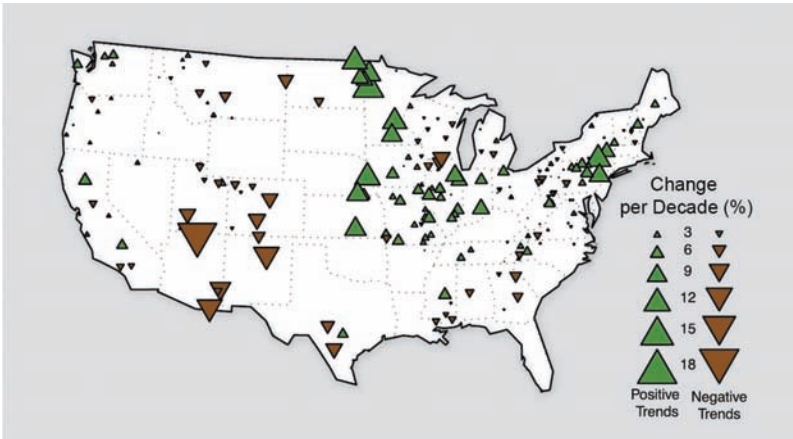 Change
per Decade (%)
3
6
9
12
15
18
Positive Negative
Trends Trends